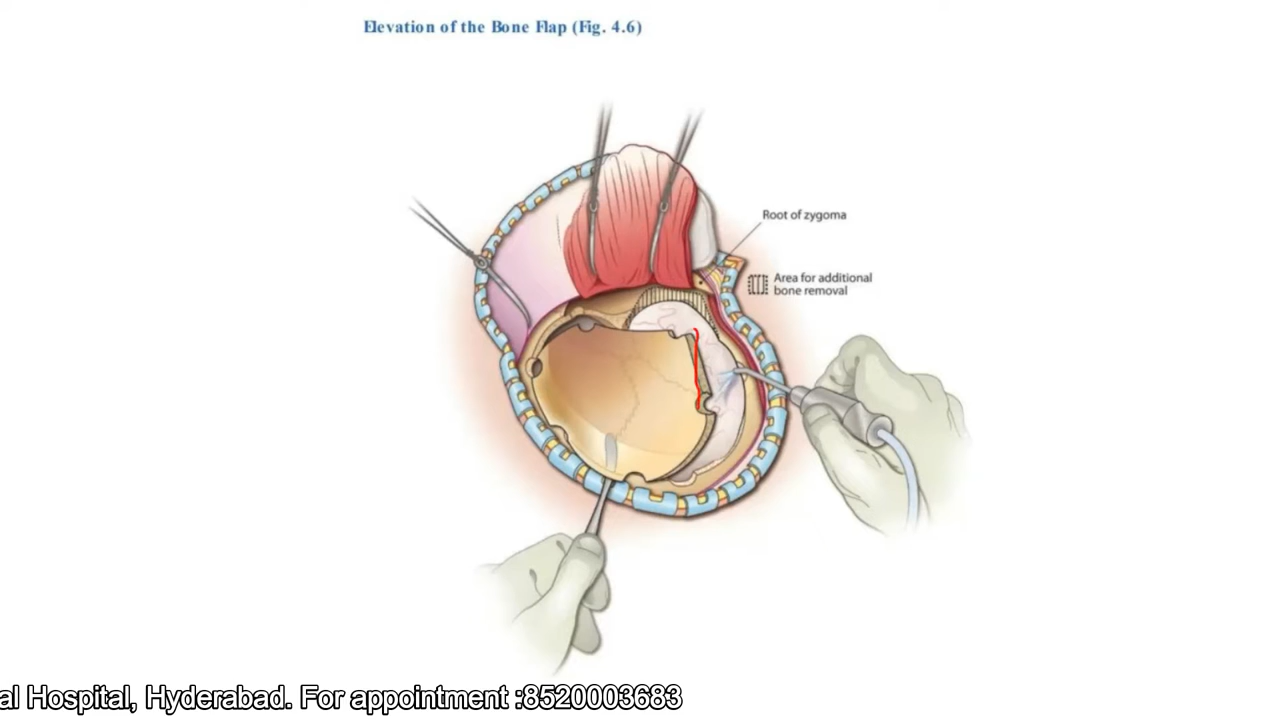 Elevation of the Bone Flap (Fig. 4.6)
Root of zygoma
Area for additional
bone removal
al Hospital, Hyderabad. For appointment :8520003683